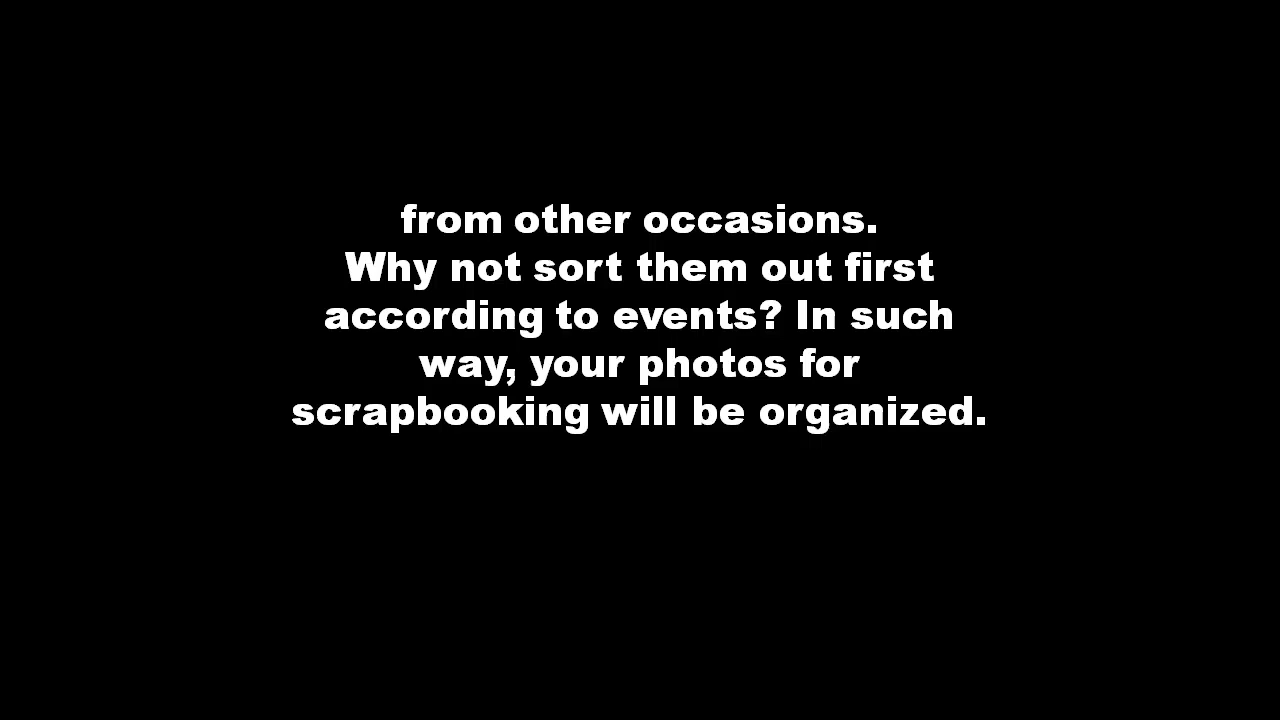 from other occasions.
Why not sort them out first
according to events? In such
way, your photos for
scrapbooking will be organized.